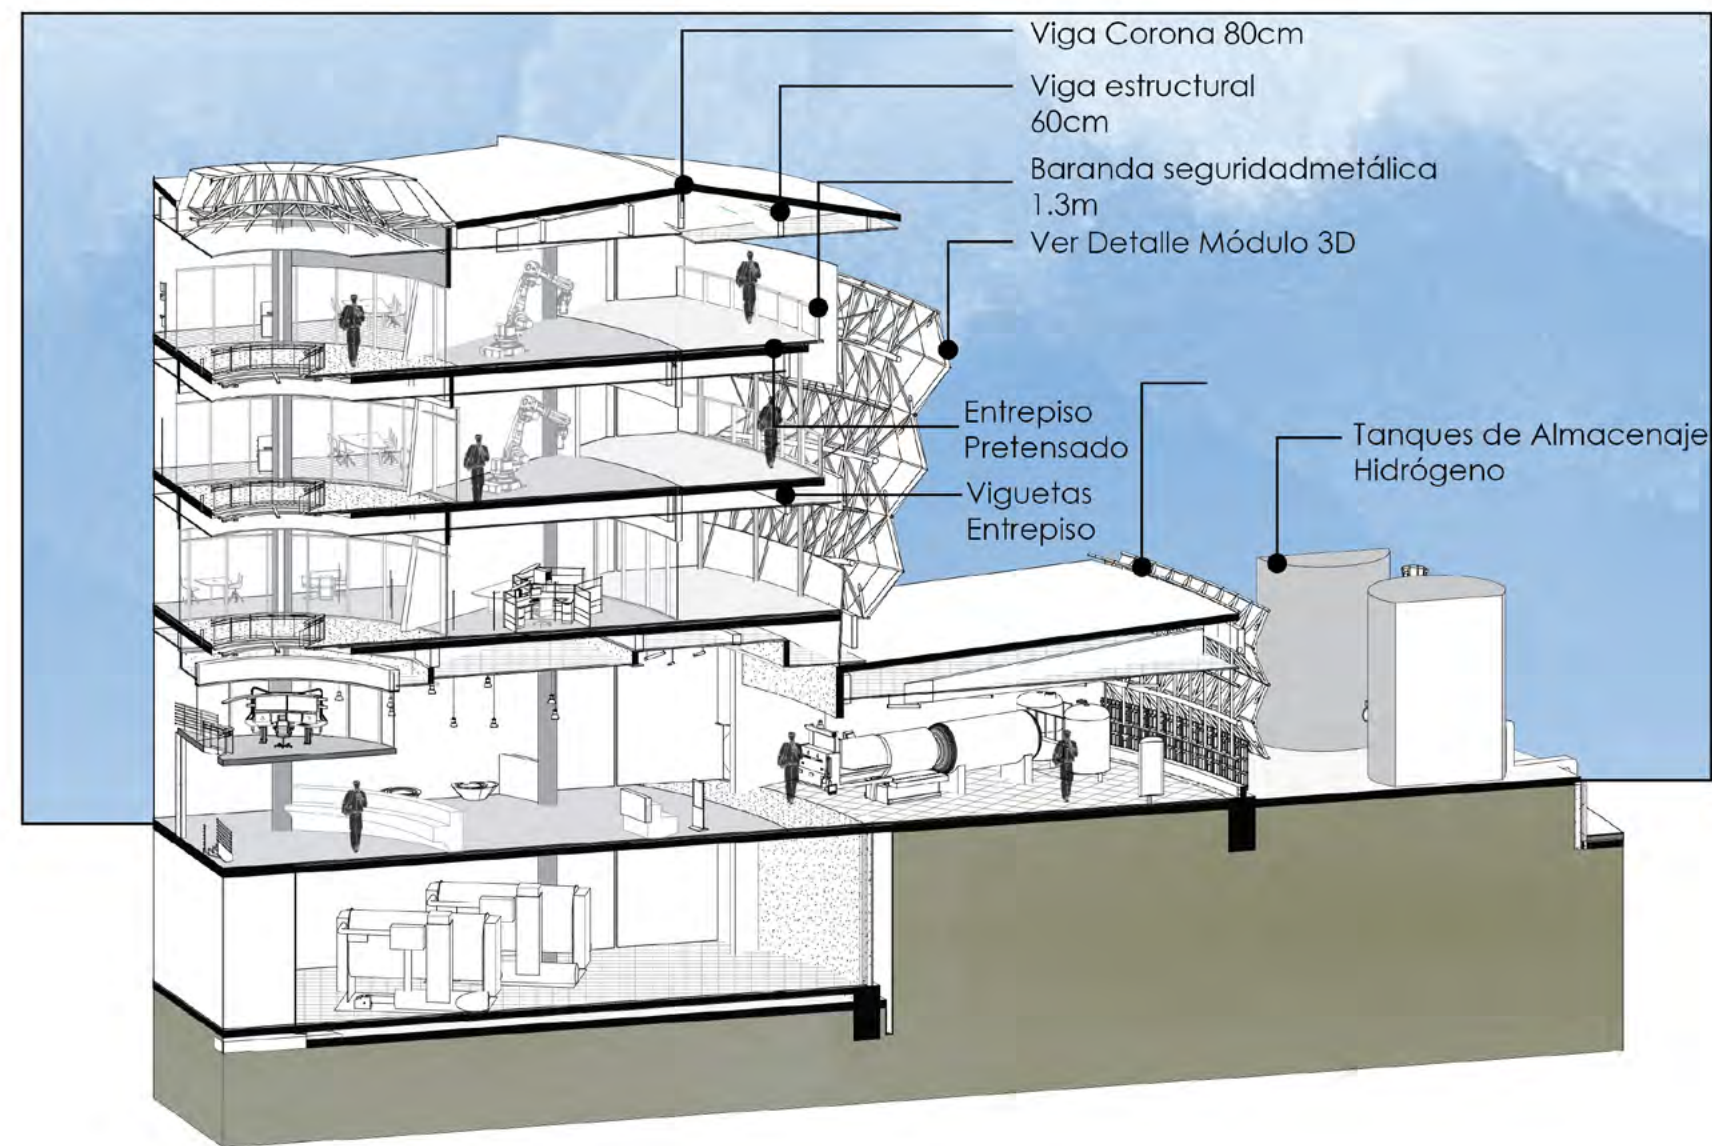 Viga Corona 80cm
Viga estructural
60cm
Baranda seguridadmetálica
1.3m
Ver Detalle Módulo 3D
Entrepiso
Pretensado
Viguetas
Entrepiso
Tanques de Almacenaje
Hidrógeno